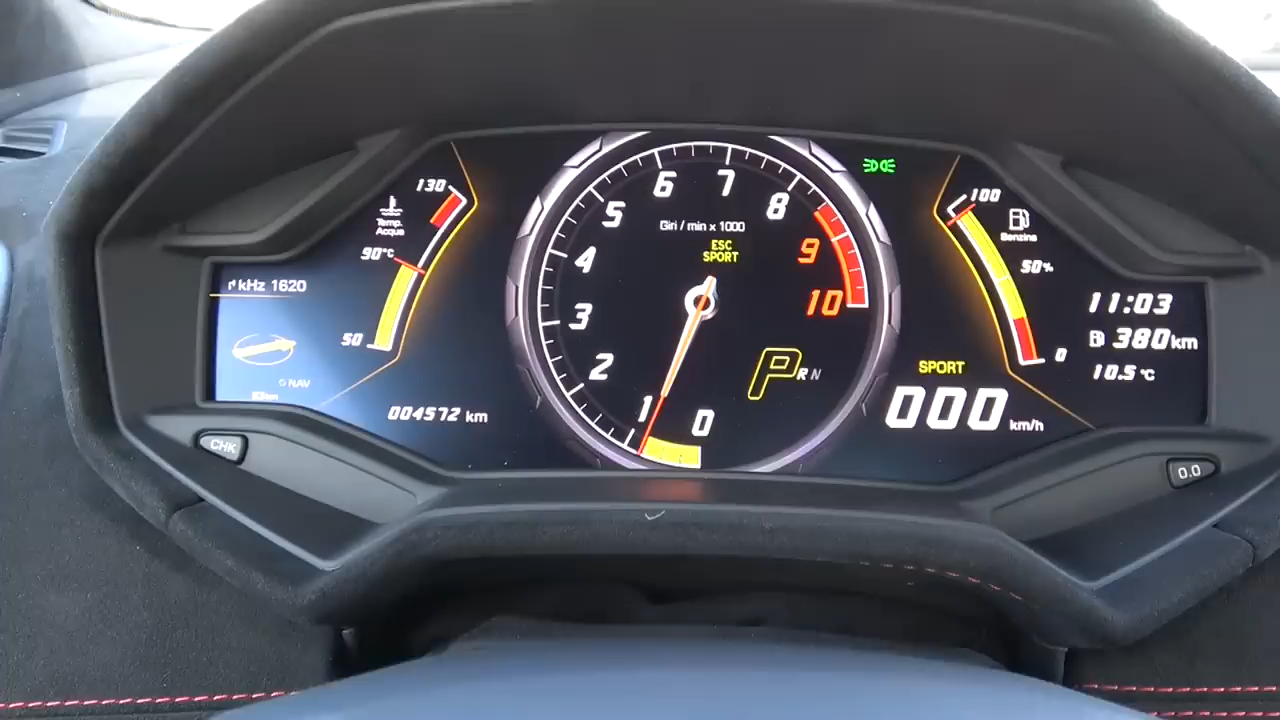 130
Temp.
Acqua
90°C
50
kHz 1620
NAV
004572 km
CHK
0
1
2
3
4
5
6
7
8
9
10
Giri / min x 1000
ESC
SPORT
P R N
SPORT
000 km/h
100
Benzina
50%
0
11:03
380km
10.5 °C
0.0